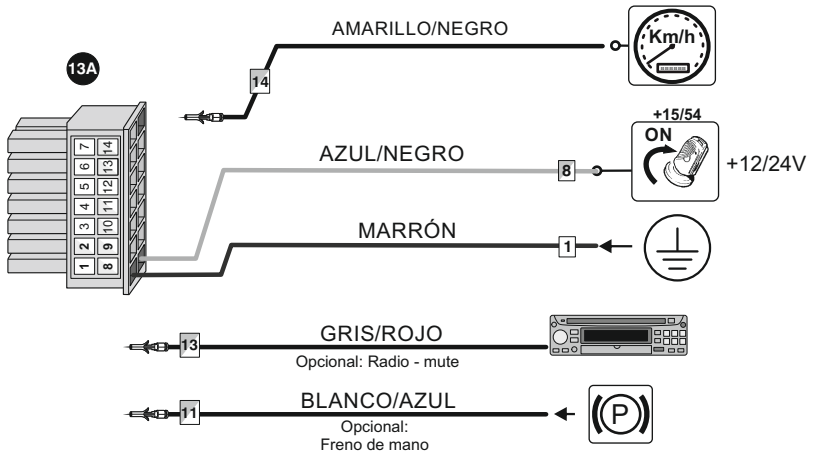 AMARILLO/NEGRO
Km/h
13A
14
+15/54
ON
AZUL/NEGRO
8
+12/24V
7 14
6 13
5 12
4 11
3 10
2 9
1 8
MARRÓN
1
GRIS/ROJO
13
Opcional: Radio - mute
BLANCO/AZUL
11
Opcional:
Freno de mano
P